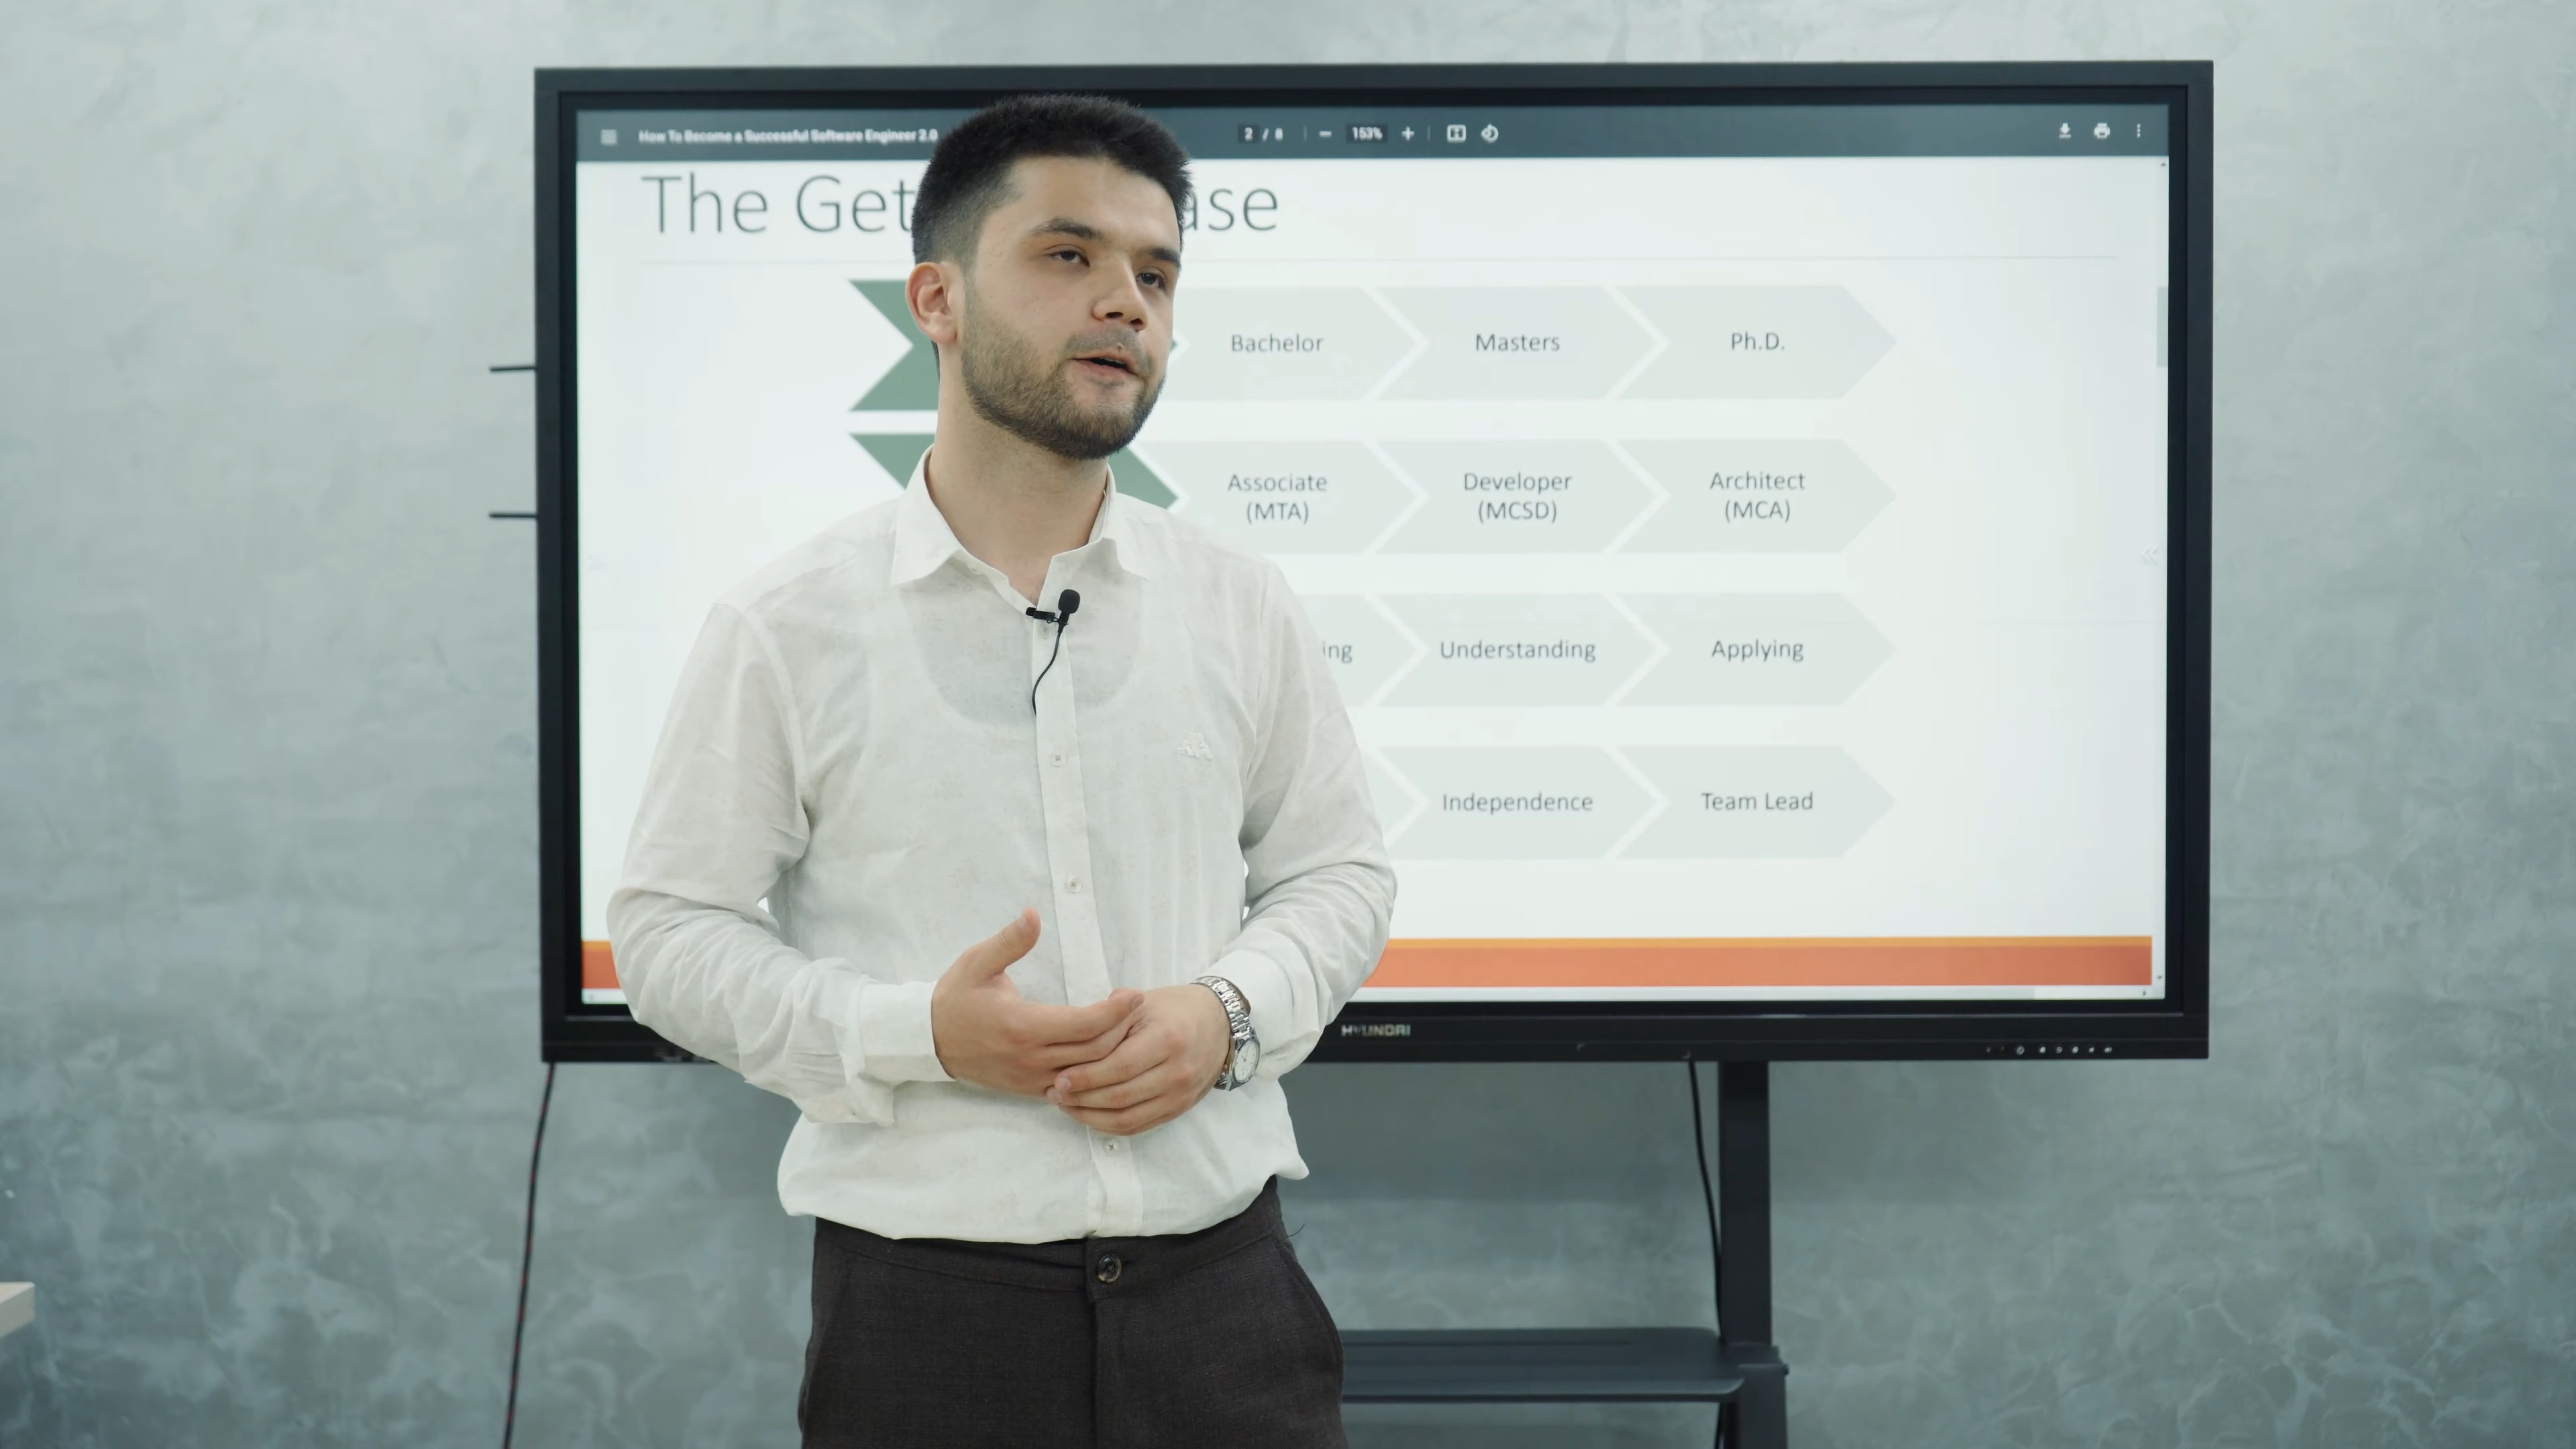 How To Become a Successful Software Engineer 2.0
2 / 8
153%
The Get
ase
Bachelor
Masters
Ph.D.
Associate
(MTA)
Developer
(MCSD)
Architect
(MCA)
ing
Understanding
Applying
Independence
Team Lead
HYUNDAI